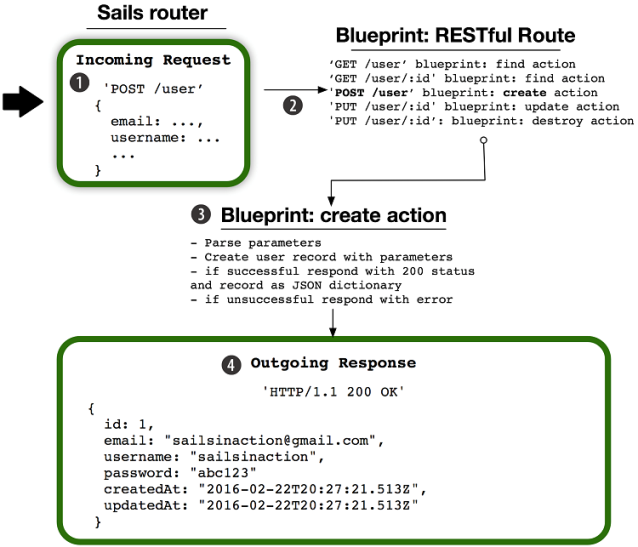 Sails router
Incoming Request
1
'POST /user’
{
email: ...,
username: ...
...
}
2
Blueprint: RESTful Route
‘GET /user’ blueprint: find action
‘GET /user/:id' blueprint: find action
'POST /user’ blueprint: create action
'PUT /user/:id' blueprint: update action
'PUT /user/:id’: blueprint: destroy action
3 Blueprint: create action
- Parse parameters
- Create user record with parameters
- if successful respond with 200 status
and record as JSON dictionary
- if unsuccessful respond with error
4 Outgoing Response
'HTTP/1.1 200 OK'
{
id: 1,
email: "sailsinaction@gmail.com",
username: "sailsinaction",
password: "abc123"
createdAt: "2016-02-22T20:27:21.513Z",
updatedAt: "2016-02-22T20:27:21.513Z"
}